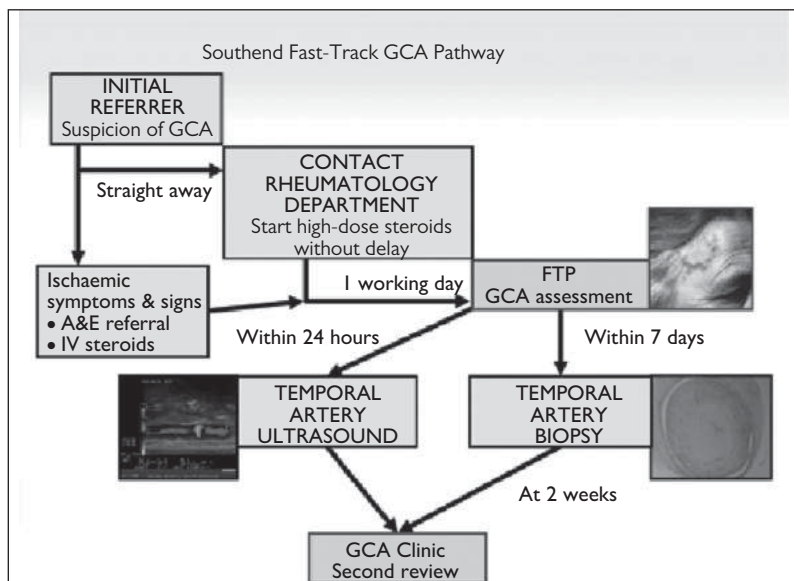 Southend Fast-Track GCA Pathway
INITIAL
REFERRER
Suspicion of GCA
Straight away
CONTACT
RHEUMATOLOGY
DEPARTMENT
Start high-dose steroids
without delay
Ischaemic
symptoms & signs
• A&E referral
• IV steroids
1 working day
FTP
GCA assessment
Within 24 hours
Within 7 days
TEMPORAL
ARTERY
ULTRASOUND
TEMPORAL
ARTERY
BIOPSY
At 2 weeks
GCA Clinic
Second review